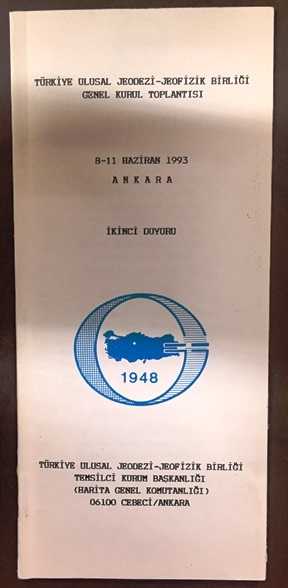 TÜRKİYE ULUSAL JEODEZİ-JEOFİZİK BİRLİĞİ
GENEL KURUL TOPLANTISI
8-11 HAZİRAN 1993
A N K A R A
İKİNCİ DUYURU
1948
TÜRKİYE ULUSAL JEODEZİ-JEOFİZİK BİRLİĞİ
TEMSİLCİ KURUM BAŞKANLIĞI
(HARİTA GENEL KOMUTANLIĞI)
06100 CEBECİ/ANKARA